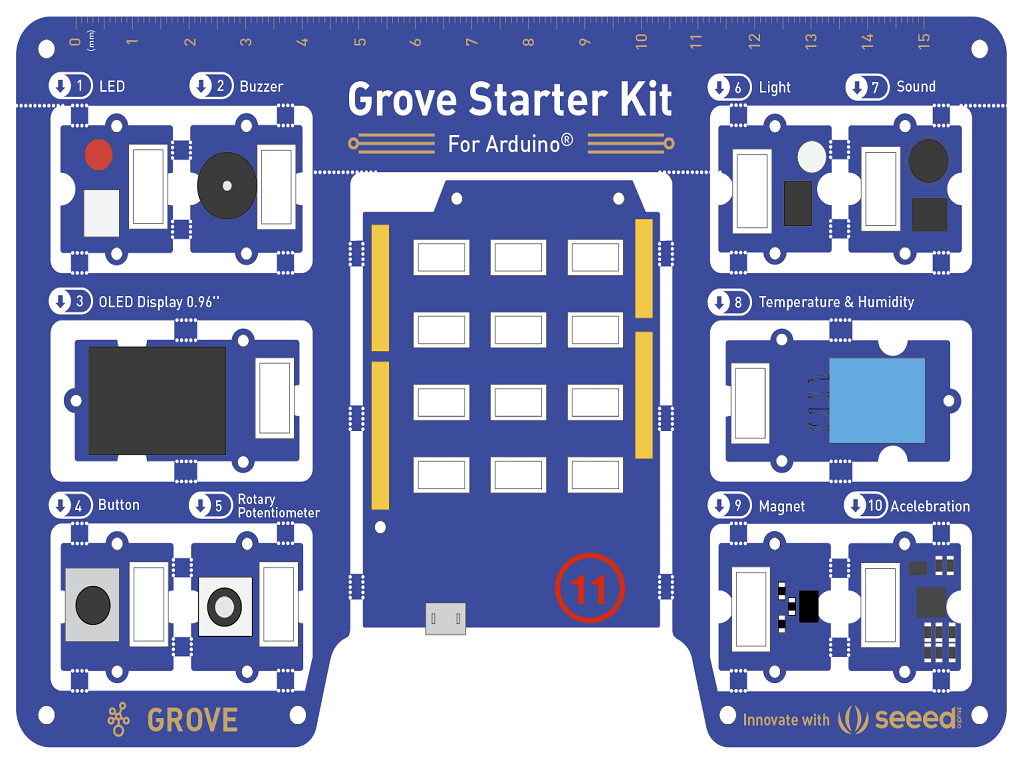 0 1 2 3 4 5 6 7 8 9 10 11 12 13 14 15
(mm)
1 LED
2 Buzzer
Grove Starter Kit
For Arduino®
6 Light
7 Sound
3 OLED Display 0.96''
8 Temperature & Humidity
4 Button
5 Rotary
Potentiometer
9 Magnet
10 Acelebration
11
GROVE
Innovate with seeed
studio